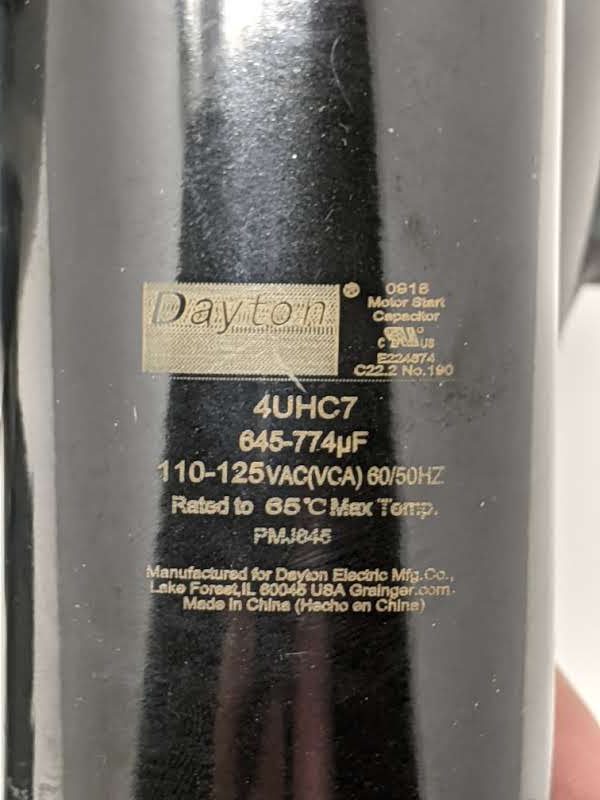 Dayton®
0918
Motor Start
Capacitor
C US
E224874
C22.2 No.190
4UHC7
645-774µF
110-125VAC(VCA) 60/50HZ
Rated to 65°C Max Temp.
PMJ645
Manufactured for Dayton Electric Mfg.Co.,
Lake Forest,IL 60045 USA Grainger.com
Made in China (Hecho en China)